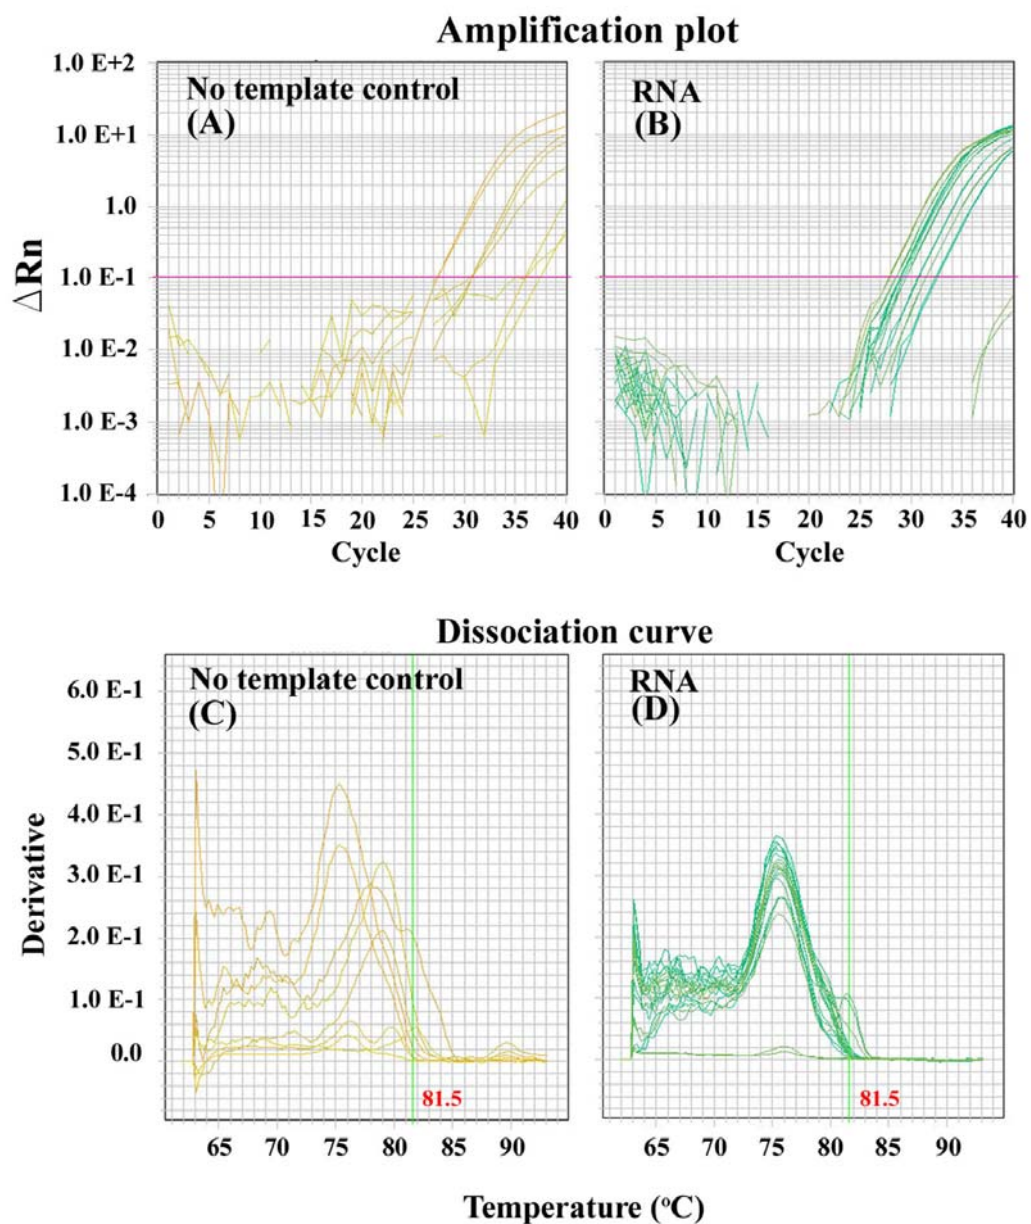 Amplification plot
No template control
(A)
RNA
(B)
1.0 E+2
1.0 E+1
1.0
1.0 E-1
1.0 E-2
1.0 E-3
1.0 E-4
ΔRn
0 5 10 15 20 25 30 35 40
0 5 10 15 20 25 30 35 40
Cycle
Cycle
Dissociation curve
No template control
(C)
RNA
(D)
6.0 E-1
5.0 E-1
4.0 E-1
3.0 E-1
2.0 E-1
1.0 E-1
0.0
Derivative
81.5
81.5
65 70 75 80 85 90
65 70 75 80 85 90
Temperature (ºC)